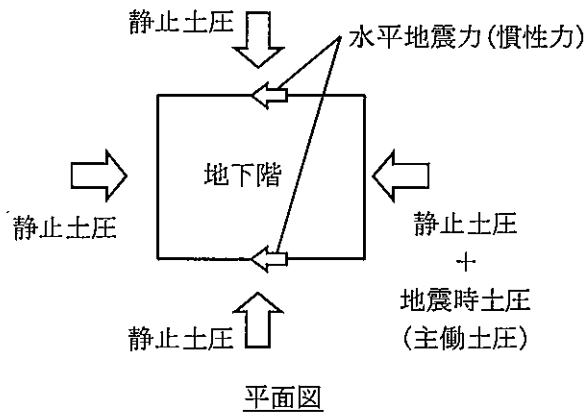 静止土圧
水平地震力(慣性力)
地下階
静止土圧
静止土圧
+
地震時土圧
(主働土圧)
静止土圧
平面図